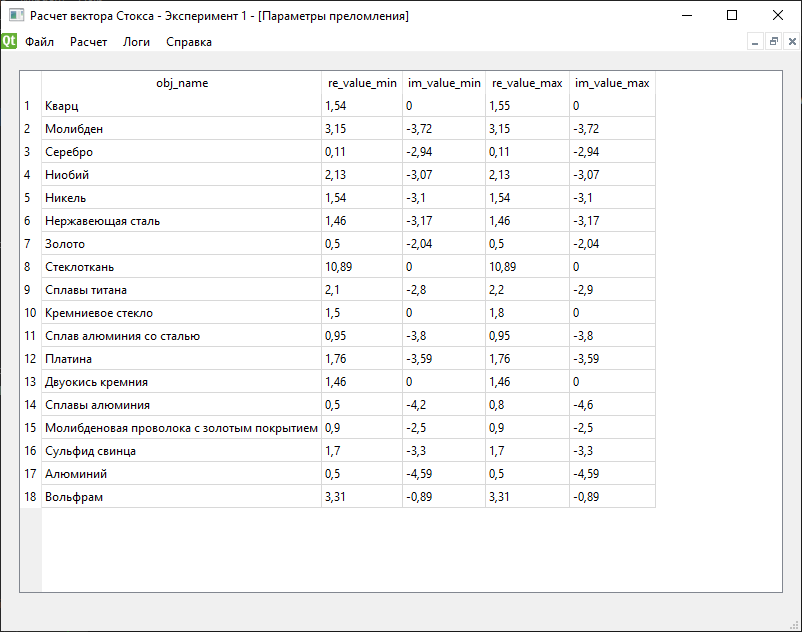 Расчет вектора Стокса - Эксперимент 1 - [Параметры преломления]
Qt Файл Расчет Логи Справка
obj_name re_value_min im_value_min re_value_max im_value_max
1 Кварц 1,54 0 1,55 0
2 Молибден 3,15 -3,72 3,15 -3,72
3 Серебро 0,11 -2,94 0,11 -2,94
4 Ниобий 2,13 -3,07 2,13 -3,07
5 Никель 1,54 -3,1 1,54 -3,1
6 Нержавеющая сталь 1,46 -3,17 1,46 -3,17
7 Золото 0,5 -2,04 0,5 -2,04
8 Стеклоткань 10,89 0 10,89 0
9 Сплавы титана 2,1 -2,8 2,2 -2,9
10 Кремниевое стекло 1,5 0 1,8 0
11 Сплав алюминия со сталью 0,95 -3,8 0,95 -3,8
12 Платина 1,76 -3,59 1,76 -3,59
13 Двуокись кремния 1,46 0 1,46 0
14 Сплавы алюминия 0,5 -4,2 0,8 -4,6
15 Молибденовая проволока с золотым покрытием 0,9 -2,5 0,9 -2,5
16 Сульфид свинца 1,7 -3,3 1,7 -3,3
17 Алюминий 0,5 -4,59 0,5 -4,59
18 Вольфрам 3,31 -0,89 3,31 -0,89